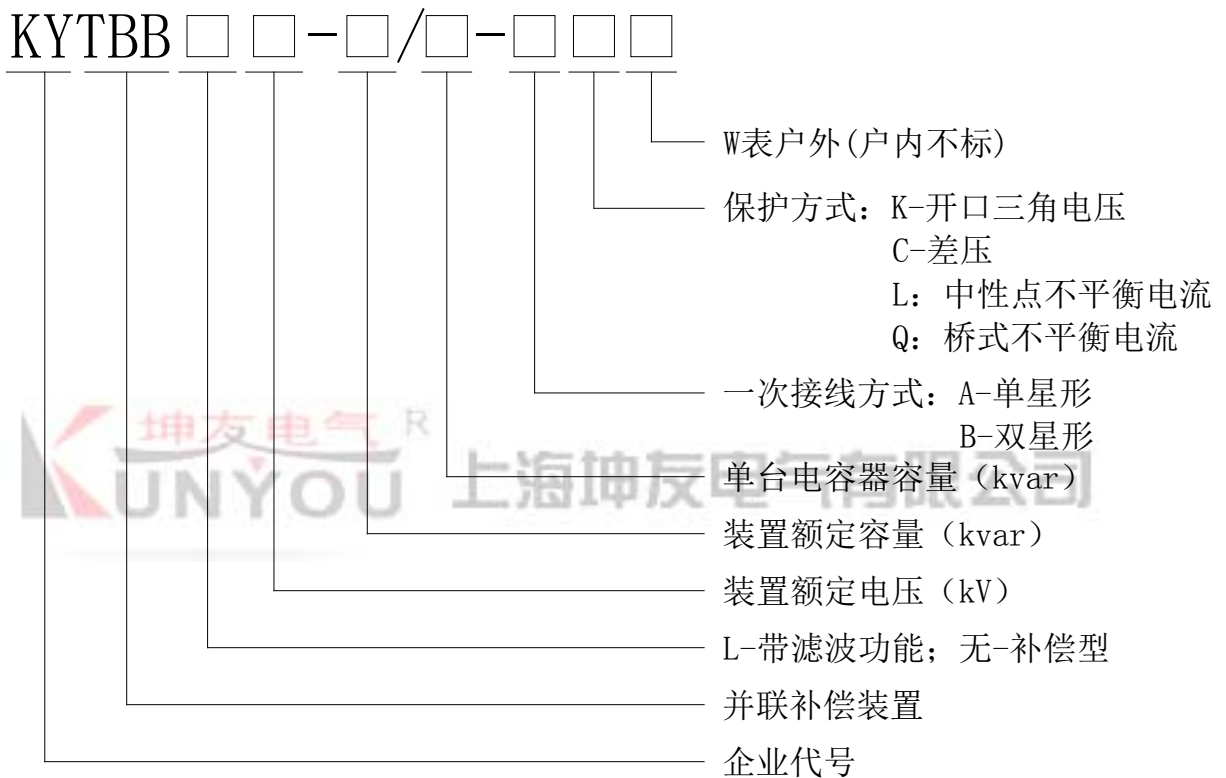 KYTBB□□-□/□-□□□
W表户外(户内不标)
保护方式：K-开口三角电压
C-差压
L：中性点不平衡电流
Q：桥式不平衡电流
一次接线方式：A-单星形
B-双星形
单台电容器容量（kvar）
装置额定容量（kvar）
装置额定电压（kV）
L-带滤波功能；无-补偿型
并联补偿装置
企业代号
坤友电气 R
KUNYOU 上海坤友电气有限公司